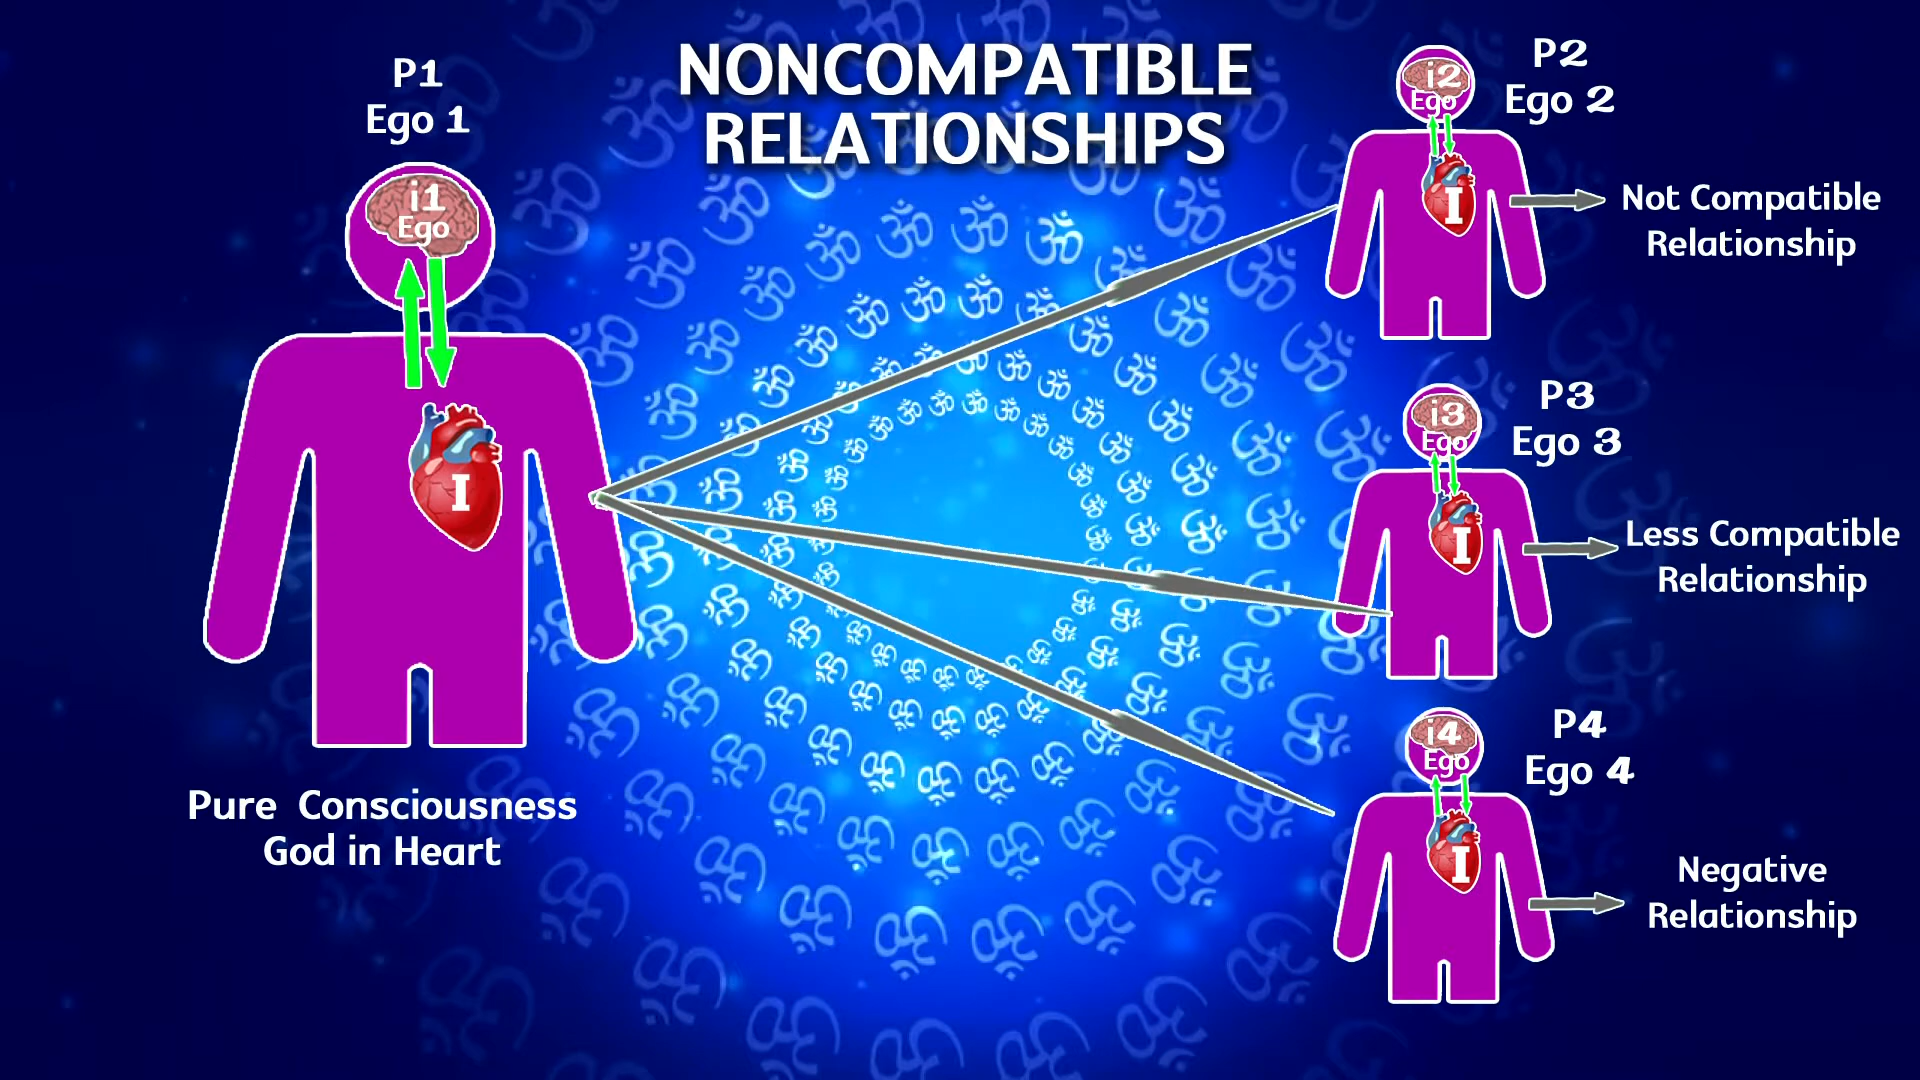 NONCOMPATIBLE
RELATIONSHIPS
P1
Ego 1
i1
Ego
I
Pure Consciousness
God in Heart
P2
Ego 2
i2
Ego
I
Not Compatible
Relationship
P3
Ego 3
i3
Ego
I
Less Compatible
Relationship
P4
Ego 4
i4
Ego
I
Negative
Relationship